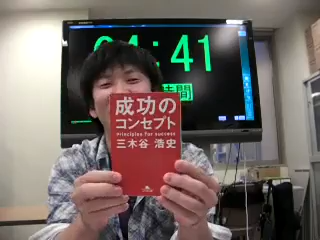 :41
時間
成功の
コンセプト
Principles for success
三木谷 浩史